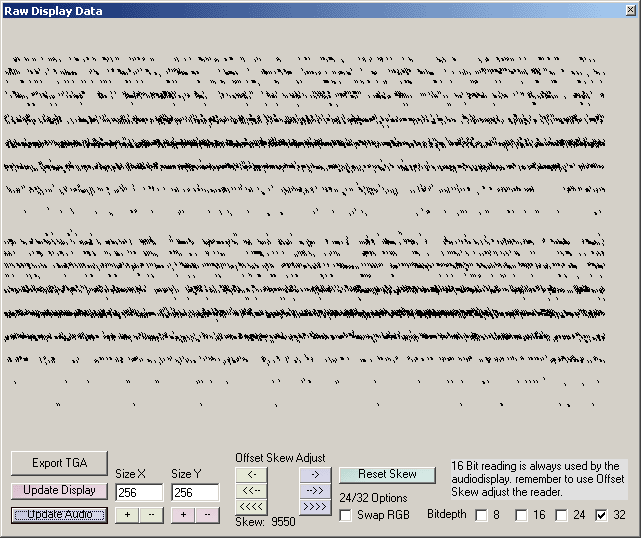 Raw Display Data
Export TGA
Update Display
Update Audio
Size X
256
+ --
Size Y
256
+ --
Offset Skew Adjust
<- ->
<-- -->
<<<< >>>>
Skew: 9550
Reset Skew
24/32 Options
Swap RGB
16 Bit reading is always used by the
audiodisplay. remember to use Offset
Skew adjust the reader.
Bitdepth 8 16 24 32